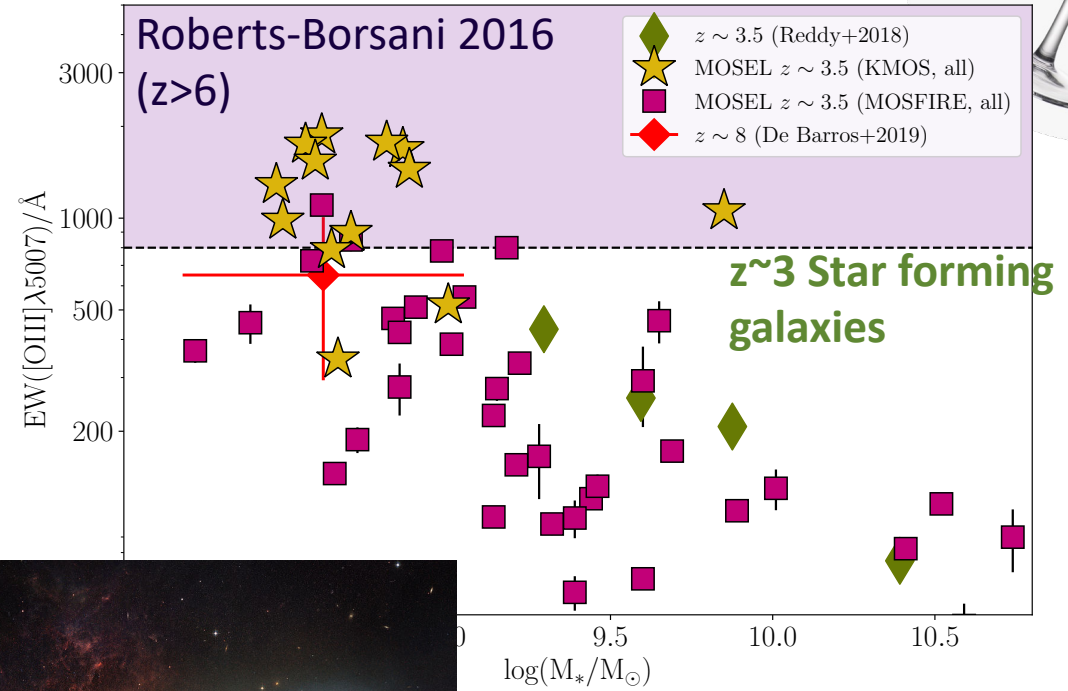 Roberts-Borsani 2016
(z>6)
z ∼ 3.5 (Reddy+2018)
MOSEL z ∼ 3.5 (KMOS, all)
MOSEL z ∼ 3.5 (MOSFIRE, all)
z ∼ 8 (De Barros+2019)
3000
1000
500
200
EW([OIII]λ5007)/Å
z~3 Star forming
galaxies
9.5
10.0
10.5
log(M∗/M⊙)